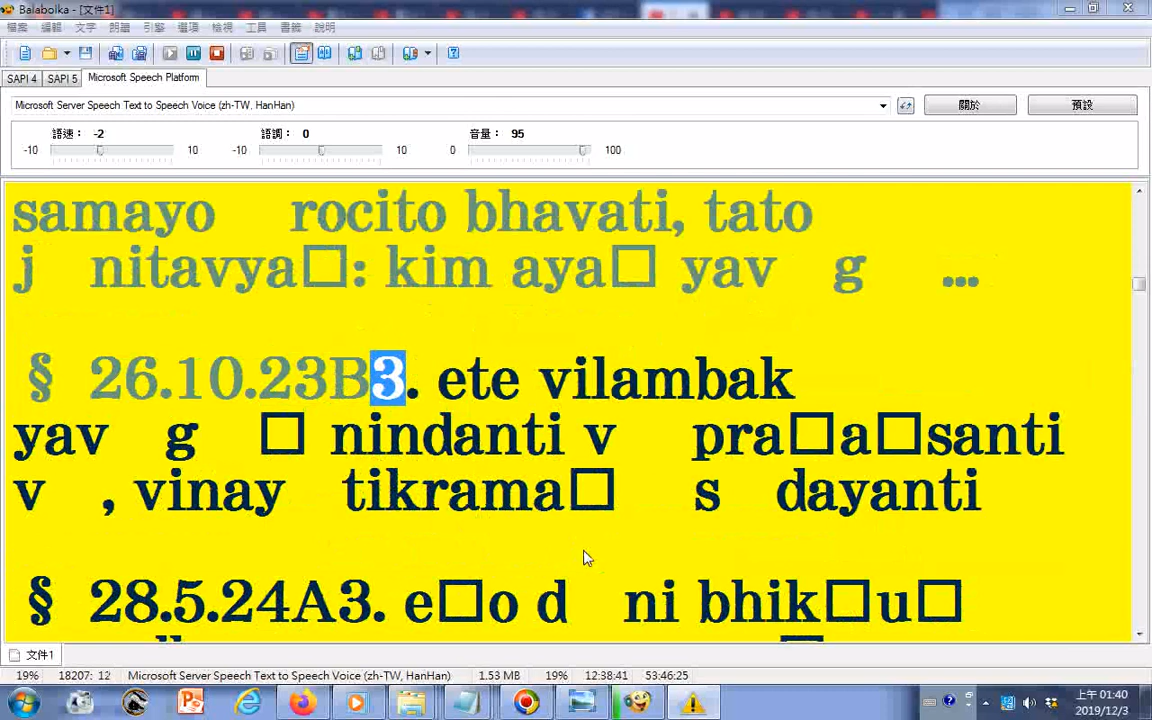 Balabolka - [文件1]
檔案 編輯 文字 朗讀 引擎 選項 檢視 工具 書籤 說明
SAPI 4 SAPI 5 Microsoft Speech Platform
Microsoft Server Speech Text to Speech Voice (zh-TW, HanHan) 關於 預設
語速： -2 語調： 0 音量： 95
-10 10 -10 10 0 100
samayo rocito bhavati, tato
j nitavya□: kim aya□ yav g ...
§ 26.10.23B3. ete vilambak
yav g □ nindanti v pra□a□santi
v , vinay tikrama□ s dayanti
§ 28.5.24A3. e□o d ni bhik□u□
文件1
19% 18207: 12 Microsoft Server Speech Text to Speech Voice (zh-TW, HanHan) 1.53 MB 19% 12:38:41 53:46:25
上午 01:40
2019/12/3